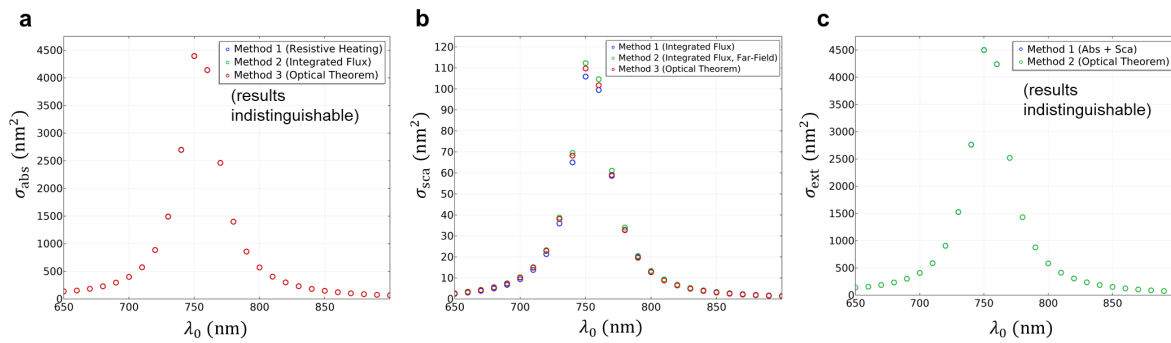 a
4500
4000
3500
3000
2500
2000
1500
1000
500
0
650 700 750 800 850
σabs (nm²)
λ₀ (nm)
Method 1 (Resistive Heating)
Method 2 (Integrated Flux)
Method 3 (Optical Theorem)
(results
indistinguishable)
b
120
110
100
90
80
70
60
50
40
30
20
10
0
650 700 750 800 850
σsca (nm²)
λ₀ (nm)
Method 1 (Integrated Flux)
Method 2 (Integrated Flux, Far-Field)
Method 3 (Optical Theorem)
c
4500
4000
3500
3000
2500
2000
1500
1000
500
0
650 700 750 800 850
σext (nm²)
λ₀ (nm)
Method 1 (Abs + Sca)
Method 2 (Optical Theorem)
(results
indistinguishable)